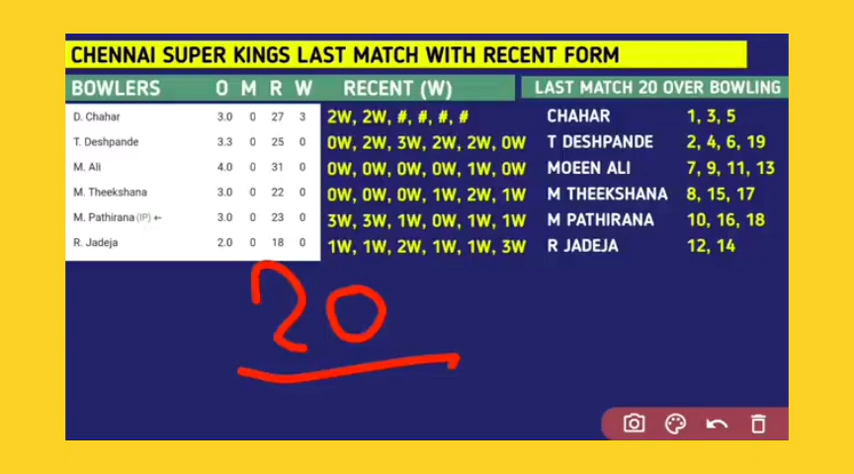 CHENNAI SUPER KINGS LAST MATCH WITH RECENT FORM
BOWLERS O M R W RECENT (W) LAST MATCH 20 OVER BOWLING
D. Chahar 3.0 0 27 3 2W, 2W, #, #, #, # CHAHAR 1, 3, 5
T. Deshpande 3.3 0 25 0 0W, 2W, 3W, 2W, 2W, 0W T DESHPANDE 2, 4, 6, 19
M. Ali 4.0 0 31 0 0W, 0W, 0W, 0W, 1W, 0W MOEEN ALI 7, 9, 11, 13
M. Theekshana 3.0 0 22 0 0W, 0W, 0W, 1W, 2W, 1W M THEEKSHANA 8, 15, 17
M. Pathirana (IP) ← 3.0 0 23 0 3W, 3W, 1W, 0W, 1W, 1W M PATHIRANA 10, 16, 18
R. Jadeja 2.0 0 18 0 1W, 1W, 2W, 1W, 1W, 3W R JADEJA 12, 14
20